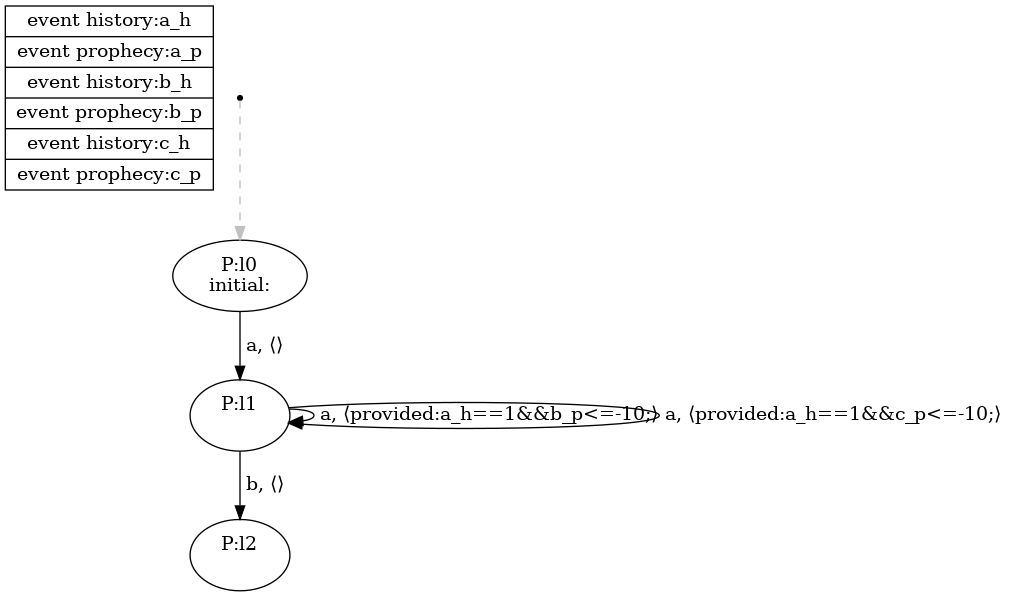 event history:a_h
event prophecy:a_p
event history:b_h
event prophecy:b_p
event history:c_h
event prophecy:c_p
P:l0
initial:
a, ⟨⟩
P:l1
a, ⟨provided:a_h==1&&b_p<=-10;⟩
a, ⟨provided:a_h==1&&c_p<=-10;⟩
b, ⟨⟩
P:l2